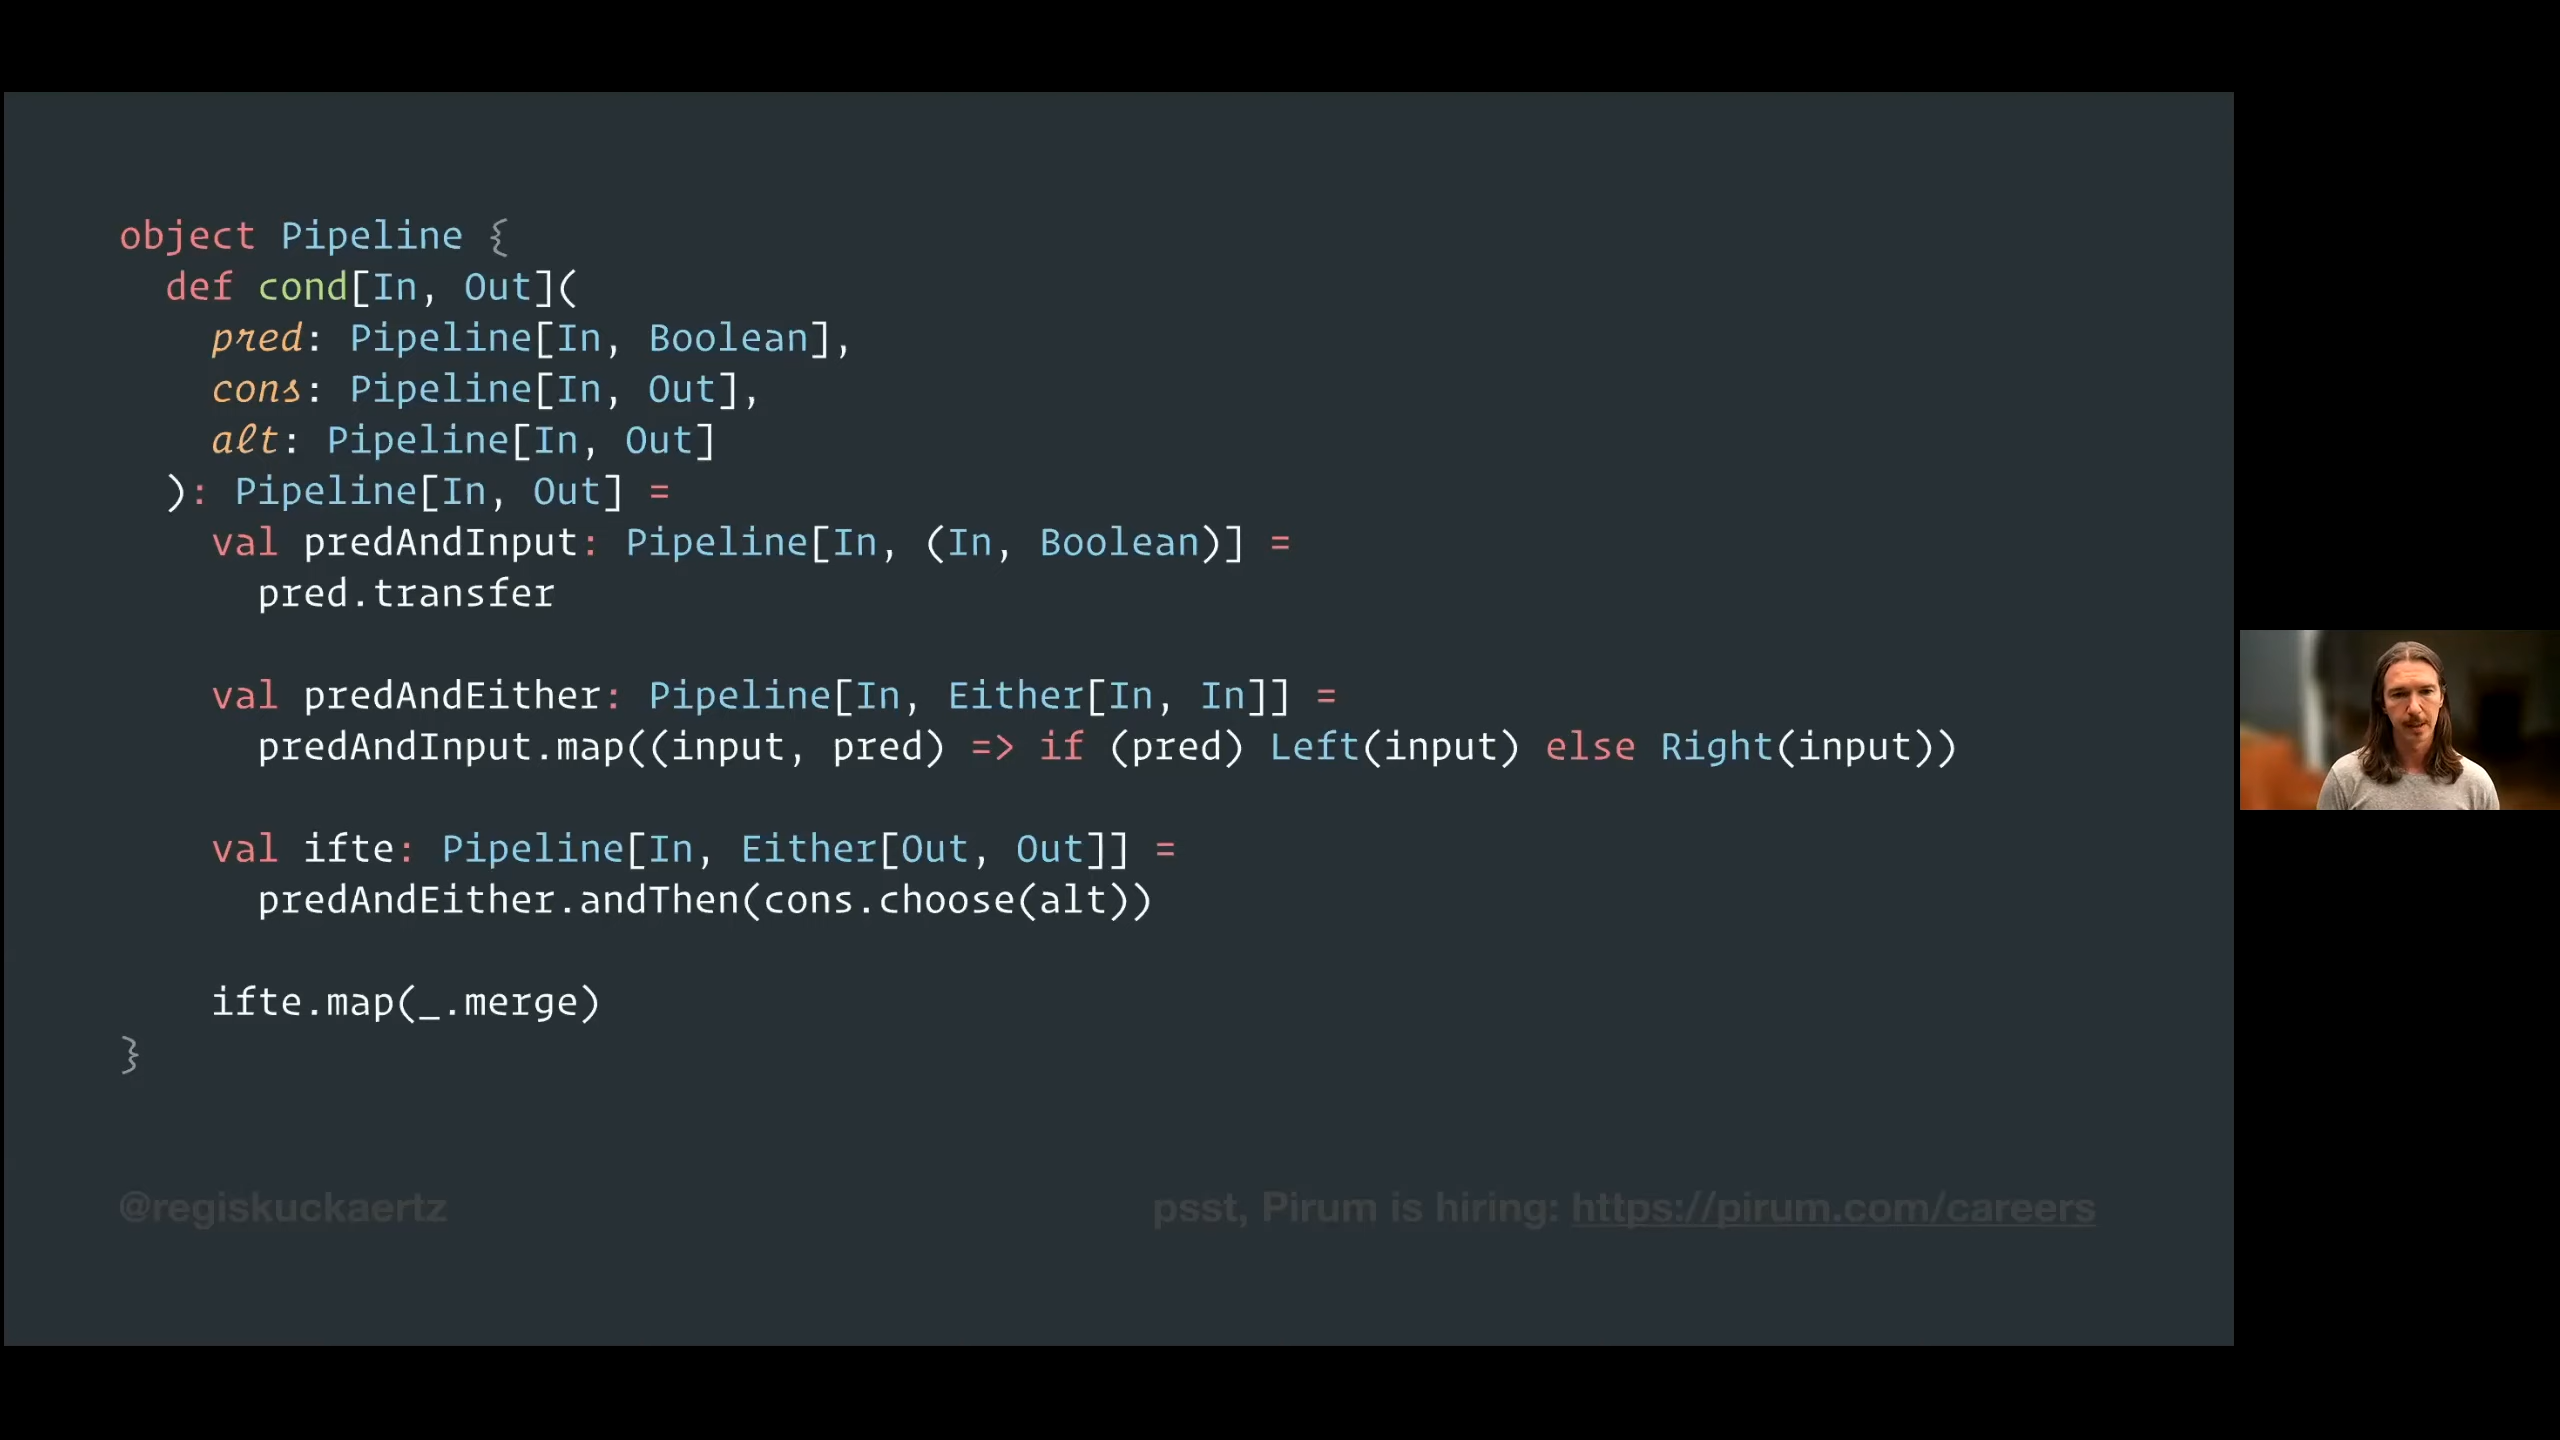 object Pipeline {
def cond[In, Out](
pred: Pipeline[In, Boolean],
cons: Pipeline[In, Out],
alt: Pipeline[In, Out]
): Pipeline[In, Out] =
val predAndInput: Pipeline[In, (In, Boolean)] =
pred.transfer
val predAndEither: Pipeline[In, Either[In, In]] =
predAndInput.map((input, pred) => if (pred) Left(input) else Right(input))
val ifte: Pipeline[In, Either[Out, Out]] =
predAndEither.andThen(cons.choose(alt))
ifte.map(_.merge)
}
@regiskuckaertz
psst, Pirum is hiring: https://pirum.com/careers